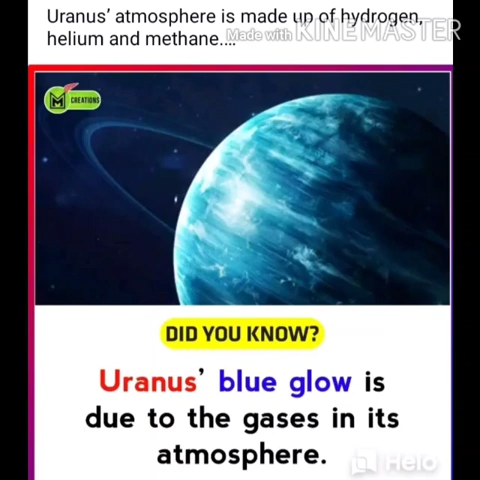 Uranus' atmosphere is made up of hydrogen,
helium and methane....
Made with KINEMASTER
M CREATIONS
DID YOU KNOW?
Uranus' blue glow is
due to the gases in its
atmosphere.
Helo